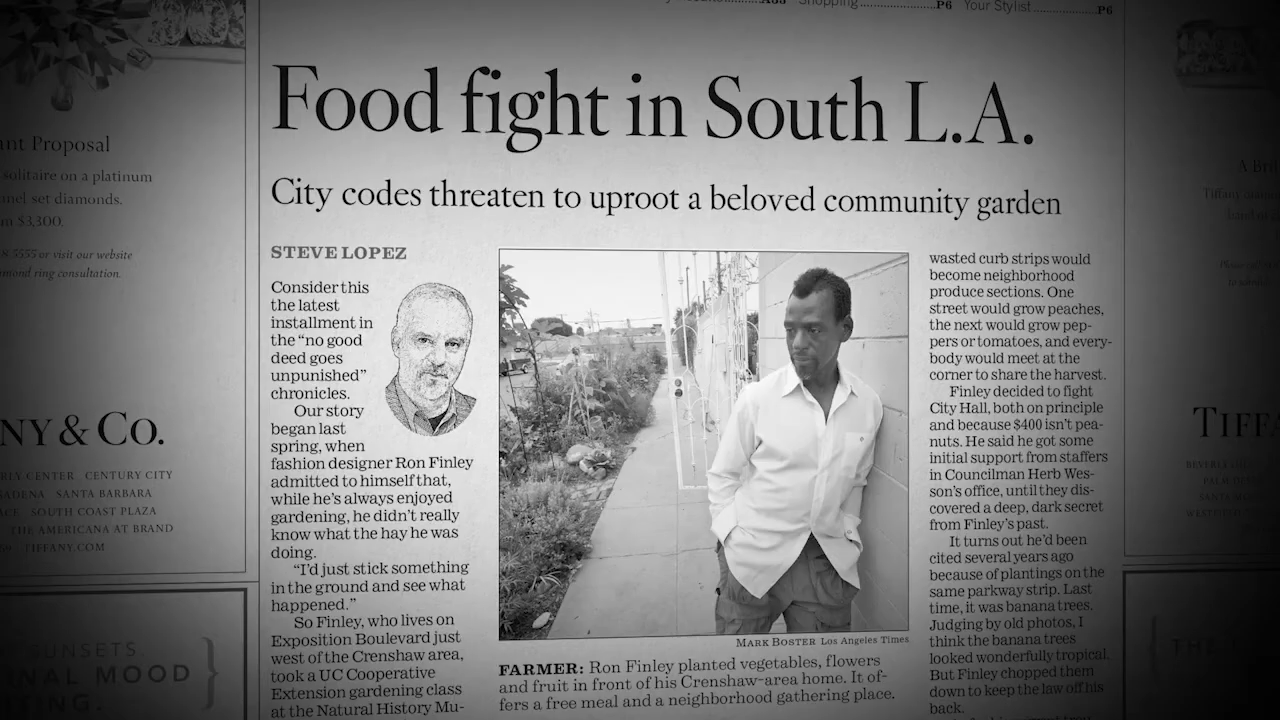 Shopping P6 Your Stylist P6
Food fight in South L.A.
City codes threaten to uproot a beloved community garden
STEVE LOPEZ
Consider this
the latest
installment in
the “no good
deed goes
unpunished”
chronicles.
Our story
began last
spring, when
fashion designer Ron Finley
admitted to himself that,
while he’s always enjoyed
gardening, he didn’t really
know what the hay he was
doing.
“I’d just stick something
in the ground and see what
happened.”
So Finley, who lives on
Exposition Boulevard just
west of the Crenshaw area,
took a UC Cooperative
Extension gardening class
at the Natural History Mu-
MARK BOSTER Los Angeles Times
FARMER: Ron Finley planted vegetables, flowers
and fruit in front of his Crenshaw-area home. It of-
fers a free meal and a neighborhood gathering place.
wasted curb strips would
become neighborhood
produce sections. One
street would grow peaches,
the next would grow pep-
pers or tomatoes, and every-
body would meet at the
corner to share the harvest.
Finley decided to fight
City Hall, both on principle
and because $400 isn’t pea-
nuts. He said he got some
initial support from staffers
in Councilman Herb Wes-
son’s office, until they dis-
covered a deep, dark secret
from Finley’s past.
It turns out he’d been
cited several years ago
because of plantings on the
same parkway strip. Last
time, it was banana trees.
Judging by old photos, I
think the banana trees
looked wonderfully tropical.
But Finley chopped them
down to keep the law off his
back.
Proposal
solitaire on a platinum
set diamonds.
$3,300.
or visit our website
ring consultation.
& CO.
CENTER CENTURY CITY
SANTA BARBARA
SOUTH COAST PLAZA
THE AMERICANA AT BRAND
TIFFANY.COM
SUNSETS.
MOOD